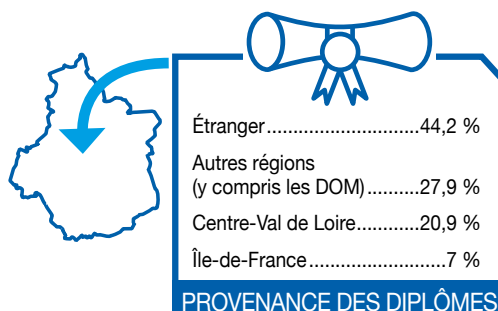 Étranger..............................44,2 %
Autres régions
(y compris les DOM)..........27,9 %
Centre-Val de Loire............20,9 %
Île-de-France...........................7 %
PROVENANCE DES DIPLÔMES